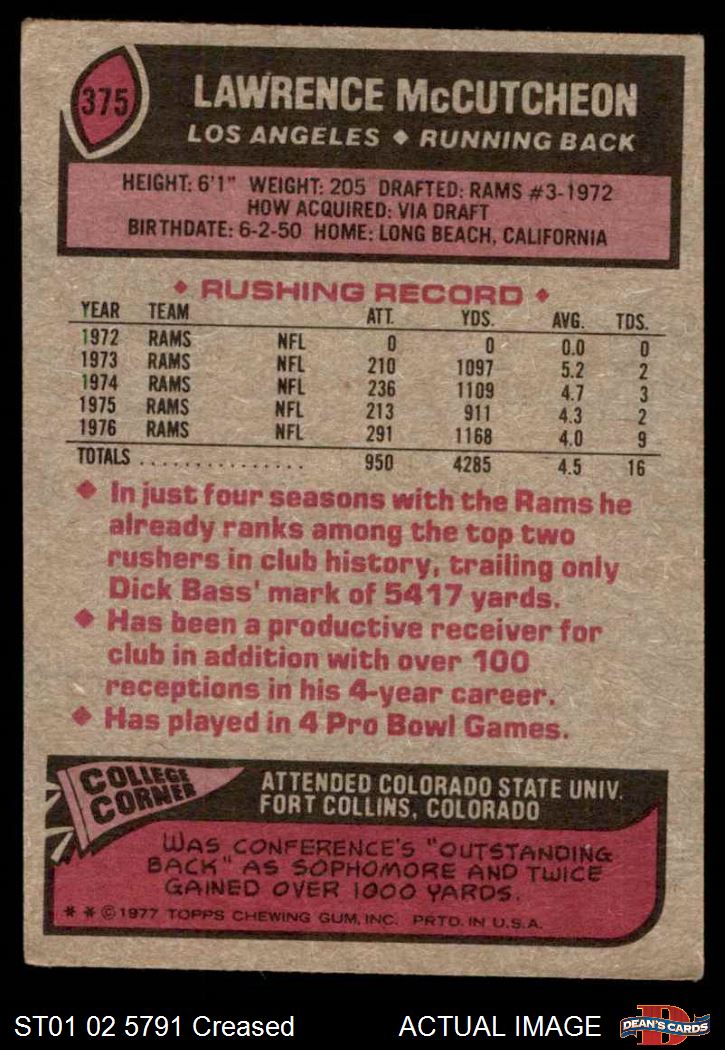 375
LAWRENCE McCUTCHEON
LOS ANGELES ◆ RUNNING BACK
HEIGHT: 6'1" WEIGHT: 205 DRAFTED: RAMS #3-1972
HOW ACQUIRED: VIA DRAFT
BIRTHDATE: 6-2-50 HOME: LONG BEACH, CALIFORNIA
◆ RUSHING RECORD ◆
YEAR TEAM ATT. YDS. AVG. TDS.
1972 RAMS NFL 0 0 0.0 0
1973 RAMS NFL 210 1097 5.2 2
1974 RAMS NFL 236 1109 4.7 3
1975 RAMS NFL 213 911 4.3 2
1976 RAMS NFL 291 1168 4.0 9
TOTALS ................ 950 4285 4.5 16
◆ In just four seasons with the Rams he
already ranks among the top two
rushers in club history, trailing only
Dick Bass' mark of 5417 yards.
◆ Has been a productive receiver for
club in addition with over 100
receptions in his 4-year career.
◆ Has played in 4 Pro Bowl Games.
COLLEGE
CORNER
ATTENDED COLORADO STATE UNIV.
FORT COLLINS, COLORADO
WAS CONFERENCE'S "OUTSTANDING
BACK" AS SOPHOMORE AND TWICE
GAINED OVER 1000 YARDS.
* * © 1977 TOPPS CHEWING GUM, INC. PRTD. IN U.S.A.
ST01 02 5791 Creased ACTUAL IMAGE
D
DEAN'S CARDS